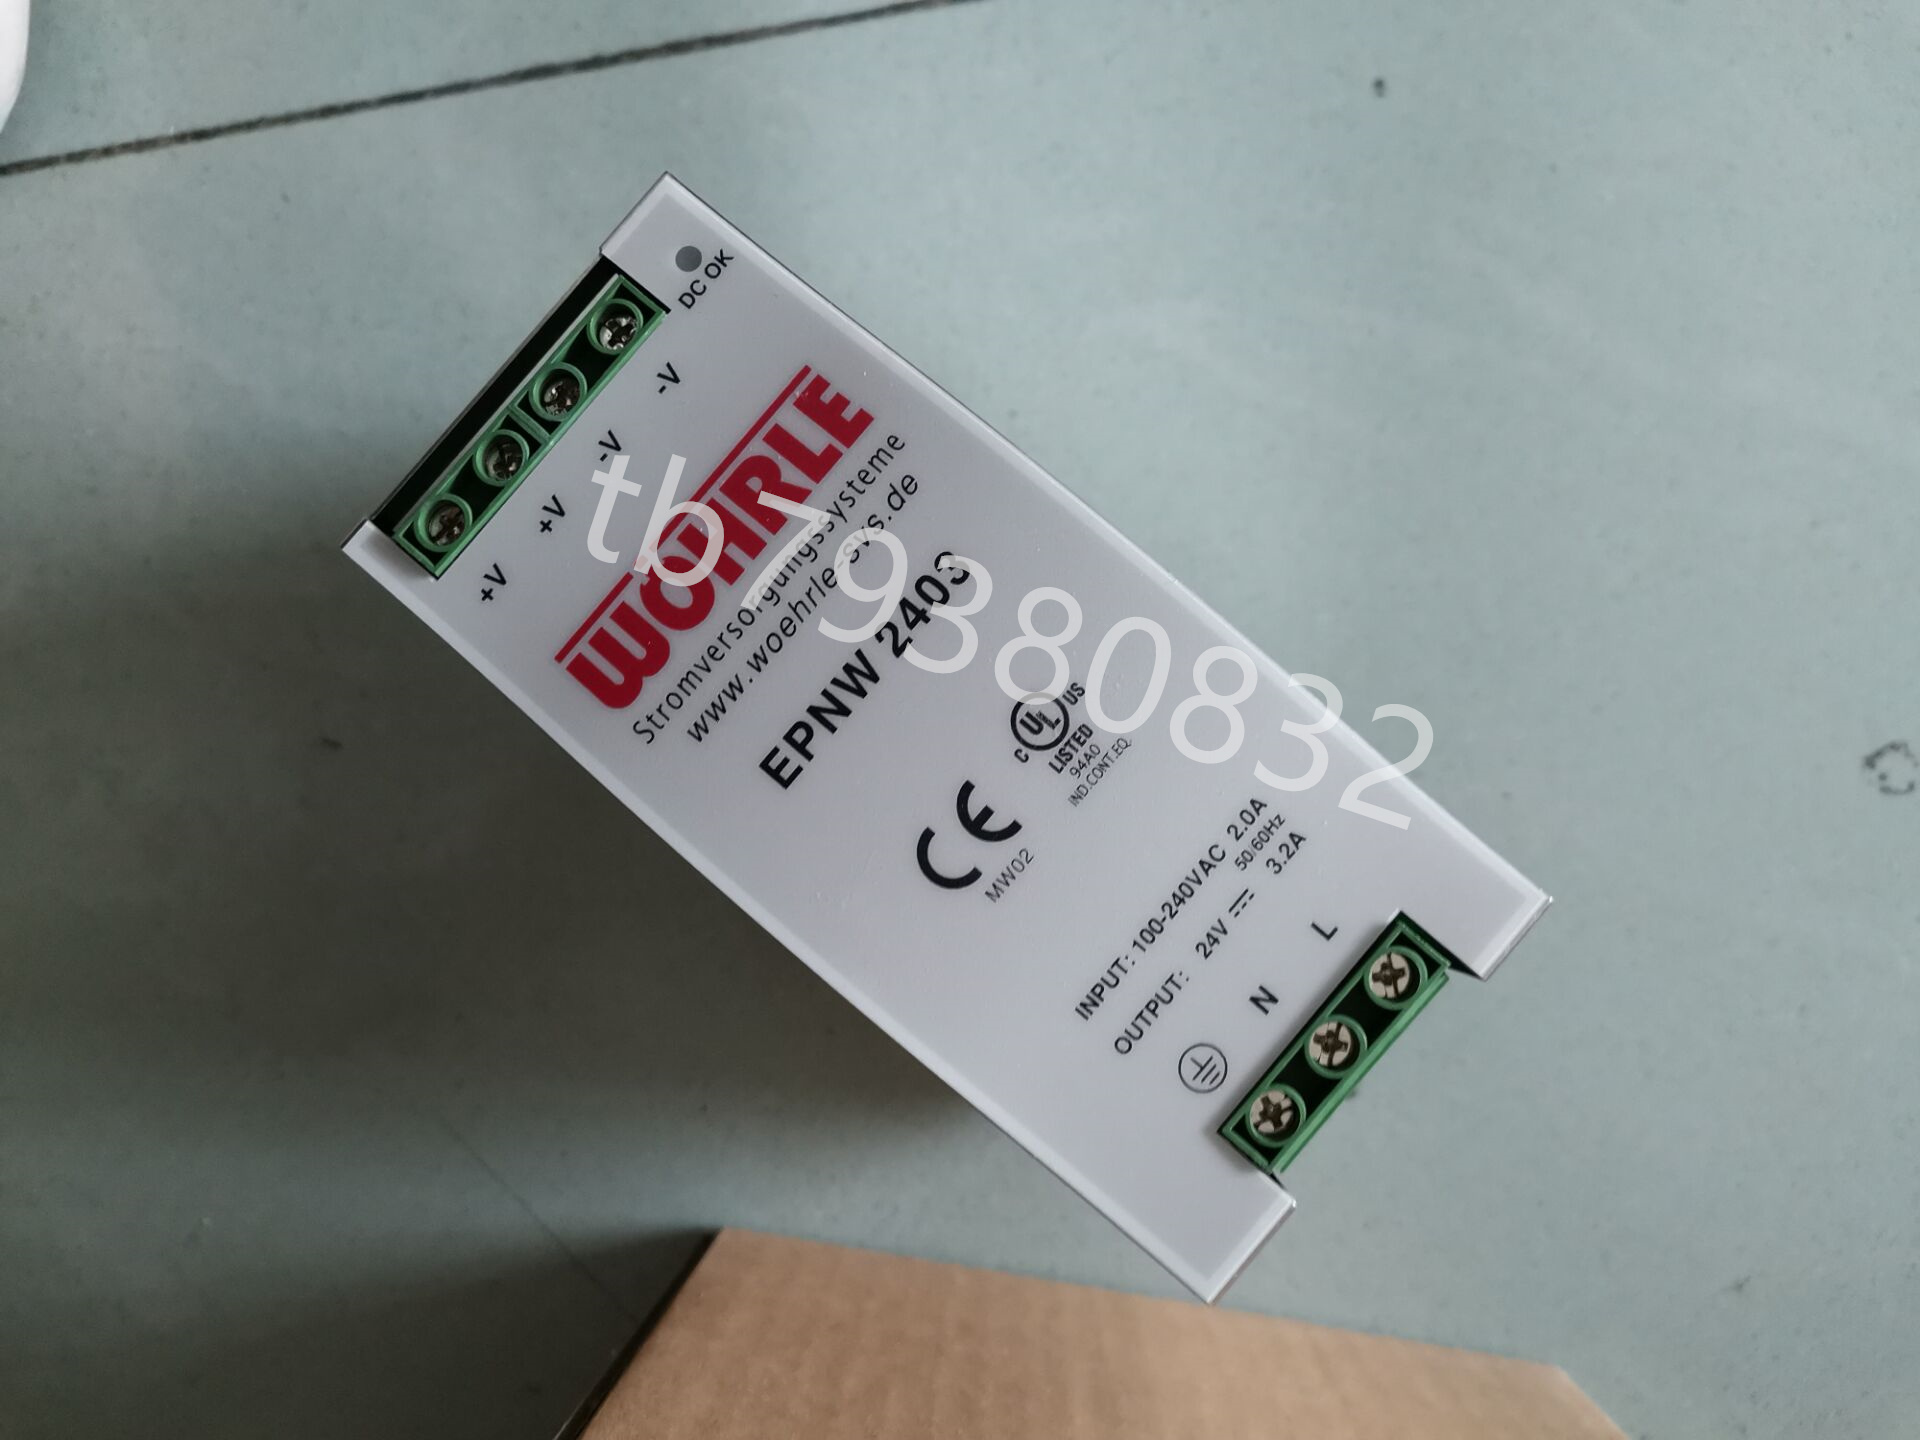 DC OK
-V
-V
+V
+V
WÖHRLE
Stromversorgungssysteme
www.woehrle-svs.de
EPNW 2403
C UL US
LISTED
94A0
IND.CONT.EQ.
CE
MW02
INPUT: 100-240VAC 2.0A
50/60Hz
OUTPUT: 24V 3.2A
L
N
tb79380832